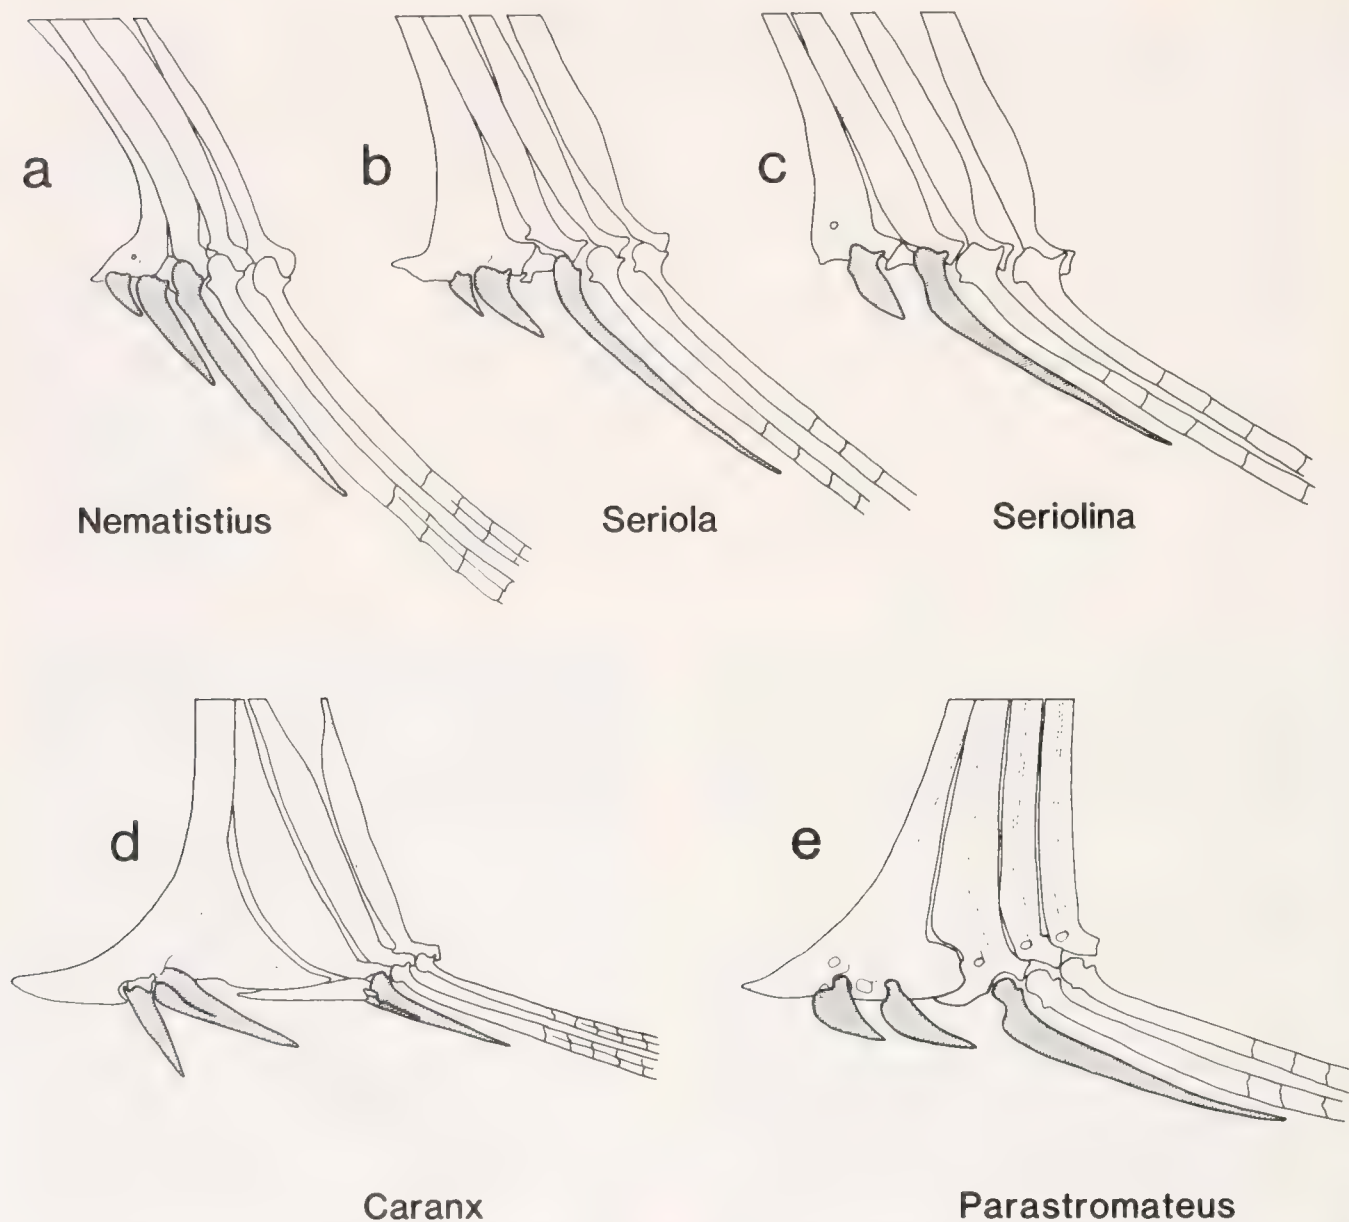 a
b
c
Nematistius
Seriola
Seriolina
d
e
Caranx
Parastromateus